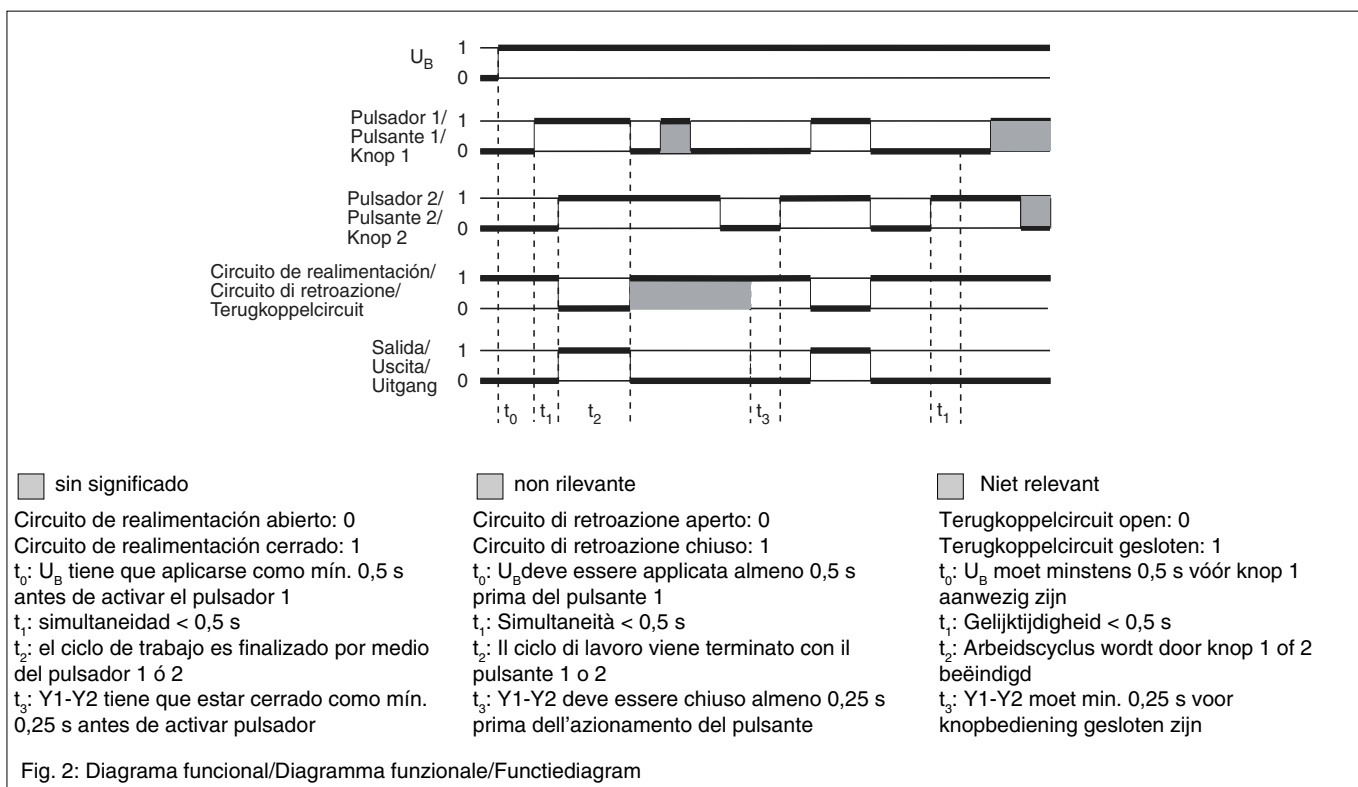 U_B 1
0
Pulsador 1/ 1
Pulsante 1/
Knop 1 0
Pulsador 2/ 1
Pulsante 2/
Knop 2 0
Circuito de realimentación/ 1
Circuito di retroazione/
Terugkoppelcircuit 0
Salida/ 1
Uscita/
Uitgang 0
t₀ t₁ t₂ t₃ t₁
sin significado
Circuito de realimentación abierto: 0
Circuito de realimentación cerrado: 1
t₀: U_B tiene que aplicarse como mín. 0,5 s
antes de activar el pulsador 1
t₁: simultaneidad < 0,5 s
t₂: el ciclo de trabajo es finalizado por medio
del pulsador 1 ó 2
t₃: Y1-Y2 tiene que estar cerrado como mín.
0,25 s antes de activar pulsador
non rilevante
Circuito di retroazione aperto: 0
Circuito di retroazione chiuso: 1
t₀: U_B deve essere applicata almeno 0,5 s
prima del pulsante 1
t₁: Simultaneità < 0,5 s
t₂: Il ciclo di lavoro viene terminato con il
pulsante 1 o 2
t₃: Y1-Y2 deve essere chiuso almeno 0,25 s
prima dell'azionamento del pulsante
Niet relevant
Terugkoppelcircuit open: 0
Terugkoppelcircuit gesloten: 1
t₀: U_B moet minstens 0,5 s vóór knop 1
aanwezig zijn
t₁: Gelijktijdigheid < 0,5 s
t₂: Arbeidscyclus wordt door knop 1 of 2
beëindigd
t₃: Y1-Y2 moet min. 0,25 s voor
knopbediening gesloten zijn
Fig. 2: Diagrama funcional/Diagramma funzionale/Functiediagram